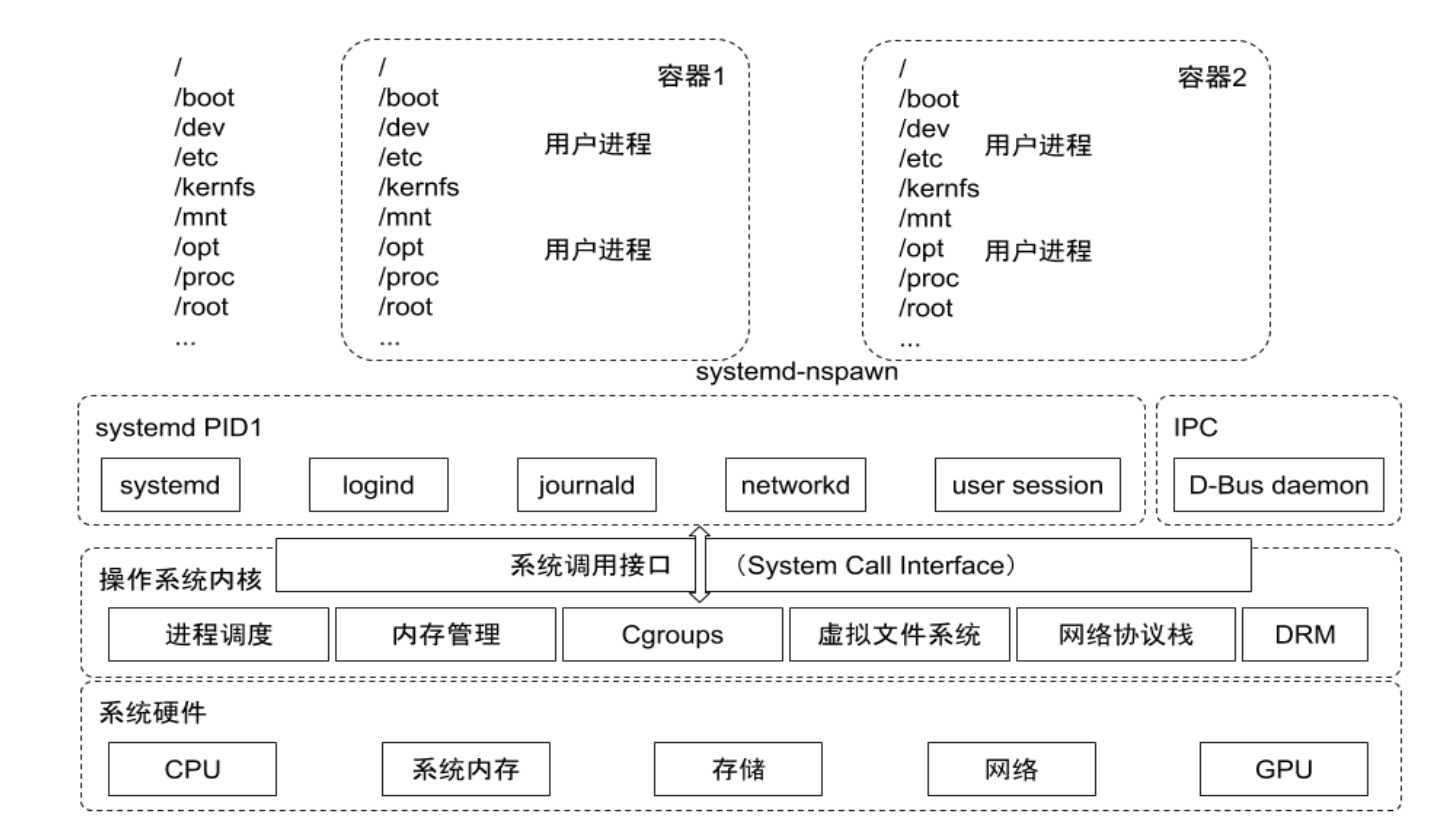 /
/boot
/dev
/etc
/kernfs
/mnt
/opt
/proc
/root
...
容器1
/
/boot
/dev
/etc
/kernfs
/mnt
/opt
/proc
/root
...
用户进程
用户进程
容器2
/
/boot
/dev
/etc
/kernfs
/mnt
/opt
/proc
/root
...
用户进程
用户进程
systemd-nspawn
systemd PID1
systemd
logind
journald
networkd
user session
IPC
D-Bus daemon
系统调用接口 （System Call Interface）
操作系统内核
进程调度
内存管理
Cgroups
虚拟文件系统
网络协议栈
DRM
系统硬件
CPU
系统内存
存储
网络
GPU